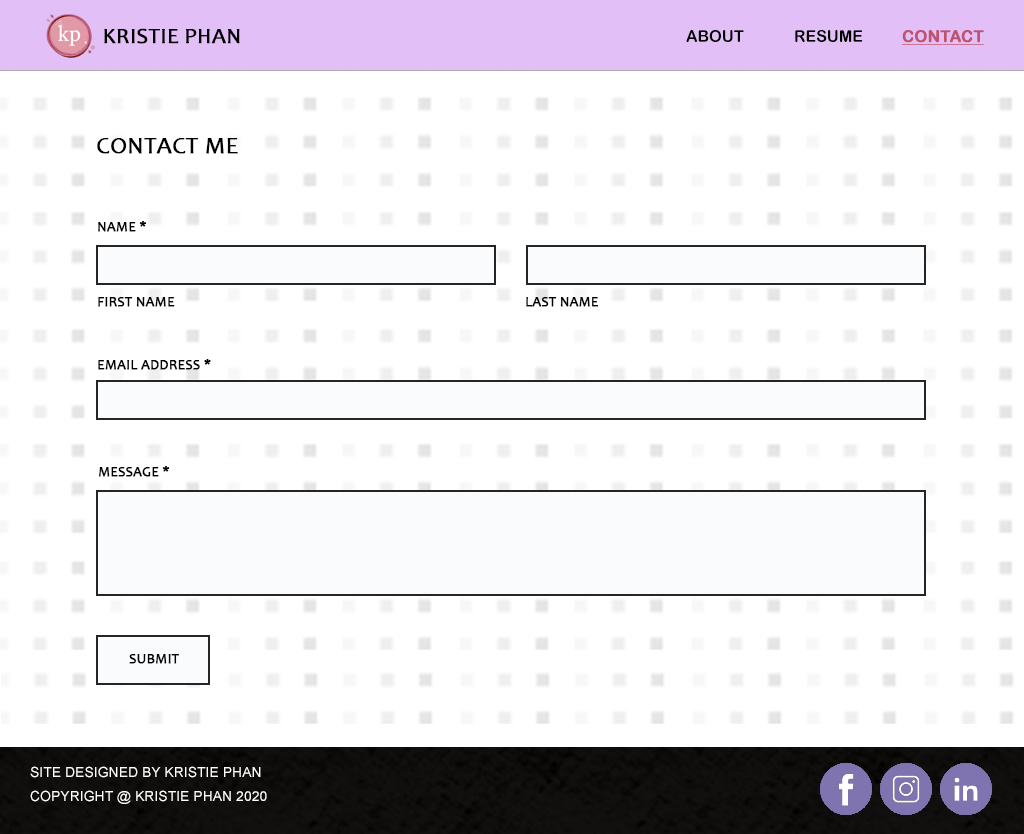 kp KRISTIE PHAN ABOUT RESUME CONTACT
CONTACT ME
NAME *
FIRST NAME LAST NAME
EMAIL ADDRESS *
MESSAGE *
SUBMIT
SITE DESIGNED BY KRISTIE PHAN
COPYRIGHT @ KRISTIE PHAN 2020
f in